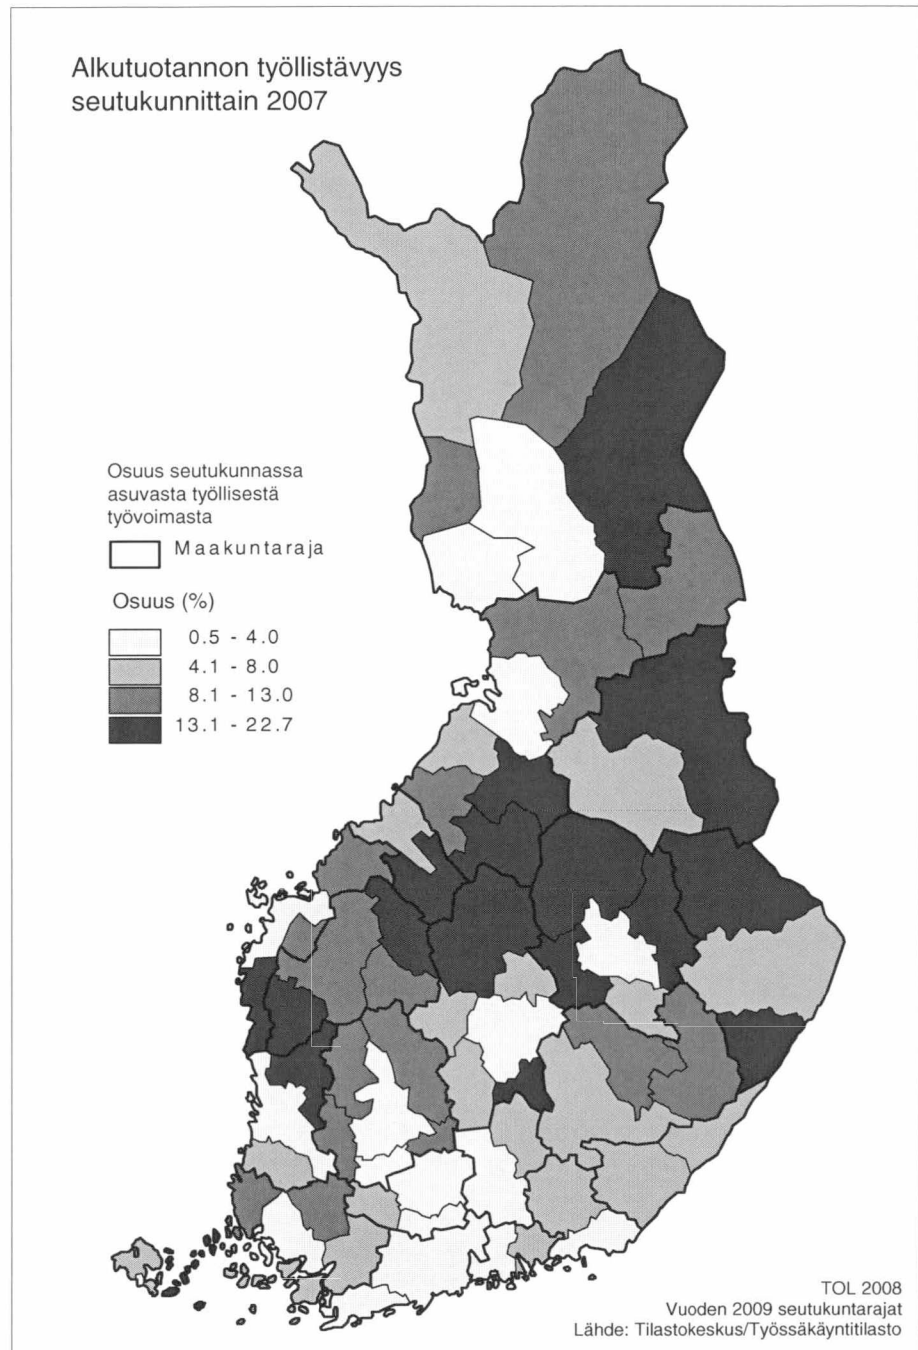 Alkutuotannon työllistävyys
seutukunnittain 2007
Osuus seutukunnassa
asuvasta työllisestä
työvoimasta
Maakuntaraja
Osuus (%)
0.5 - 4.0
4.1 - 8.0
8.1 - 13.0
13.1 - 22.7
TOL 2008
Vuoden 2009 seutukuntarajat
Lähde: Tilastokeskus/Työssäkäyntitilasto